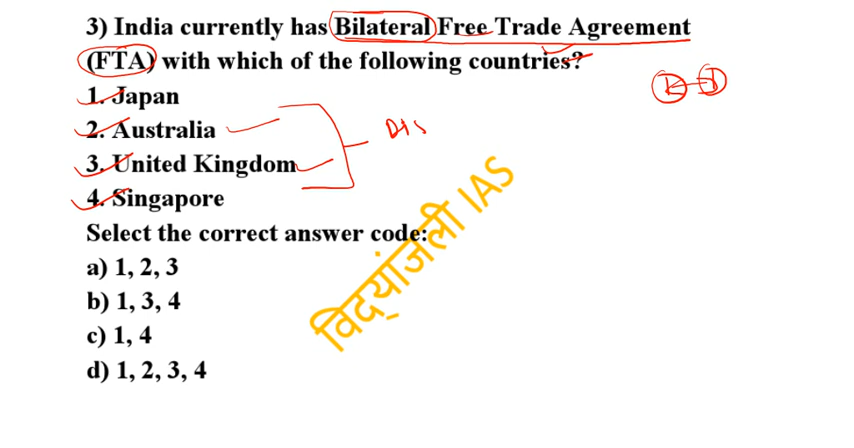 3) India currently has Bilateral Free Trade Agreement
(FTA) with which of the following countries?
1. Japan
2. Australia
3. United Kingdom
4. Singapore
Select the correct answer code:
a) 1, 2, 3
b) 1, 3, 4
c) 1, 4
d) 1, 2, 3, 4
विद्यांजली IAS